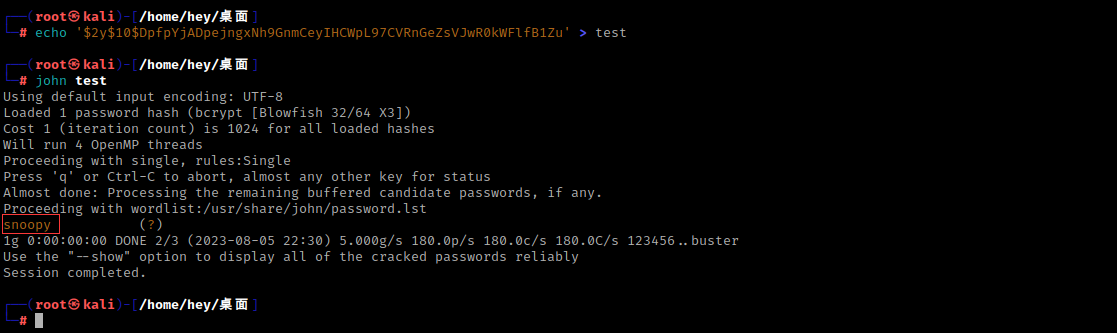 ┌──(root㉿kali)-[/home/hey/桌面]
└─# echo '$2y$10$DpfpYjADpejngxNh9GnmCeyIHCWpL97CVRnGeZsVJwR0kWFlfB1Zu' > test
┌──(root㉿kali)-[/home/hey/桌面]
└─# john test
Using default input encoding: UTF-8
Loaded 1 password hash (bcrypt [Blowfish 32/64 X3])
Cost 1 (iteration count) is 1024 for all loaded hashes
Will run 4 OpenMP threads
Proceeding with single, rules:Single
Press 'q' or Ctrl-C to abort, almost any other key for status
Almost done: Processing the remaining buffered candidate passwords, if any.
Proceeding with wordlist:/usr/share/john/password.lst
snoopy           (?)
1g 0:00:00:00 DONE 2/3 (2023-08-05 22:30) 5.000g/s 180.0p/s 180.0c/s 180.0C/s 123456..buster
Use the "--show" option to display all of the cracked passwords reliably
Session completed.
┌──(root㉿kali)-[/home/hey/桌面]
└─#